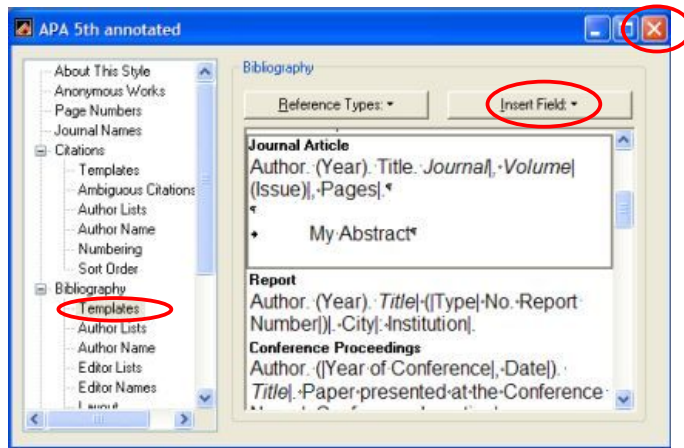 APA 5th annotated
About This Style
Anonymous Works
Page Numbers
Journal Names
Citations
Templates
Ambiguous Citations
Author Lists
Author Name
Numbering
Sort Order
Bibliography
Templates
Author Lists
Author Name
Editor Lists
Editor Names
Layout
Bibliography
Reference Types:
Insert Field:
Journal Article
Author.·(Year).·Title.·Journal|,·Volume|
(Issue)|,·Pages|.¶
¶
My·Abstract¶
Report
Author.·(Year).·Title|·(|Type|·No.·Report·
Number|)|.·City|:·Institution|.
Conference Proceedings
Author.·(|Year·of·Conference|,·Date|).·
Title|.·Paper·presented·at·the·Conference·